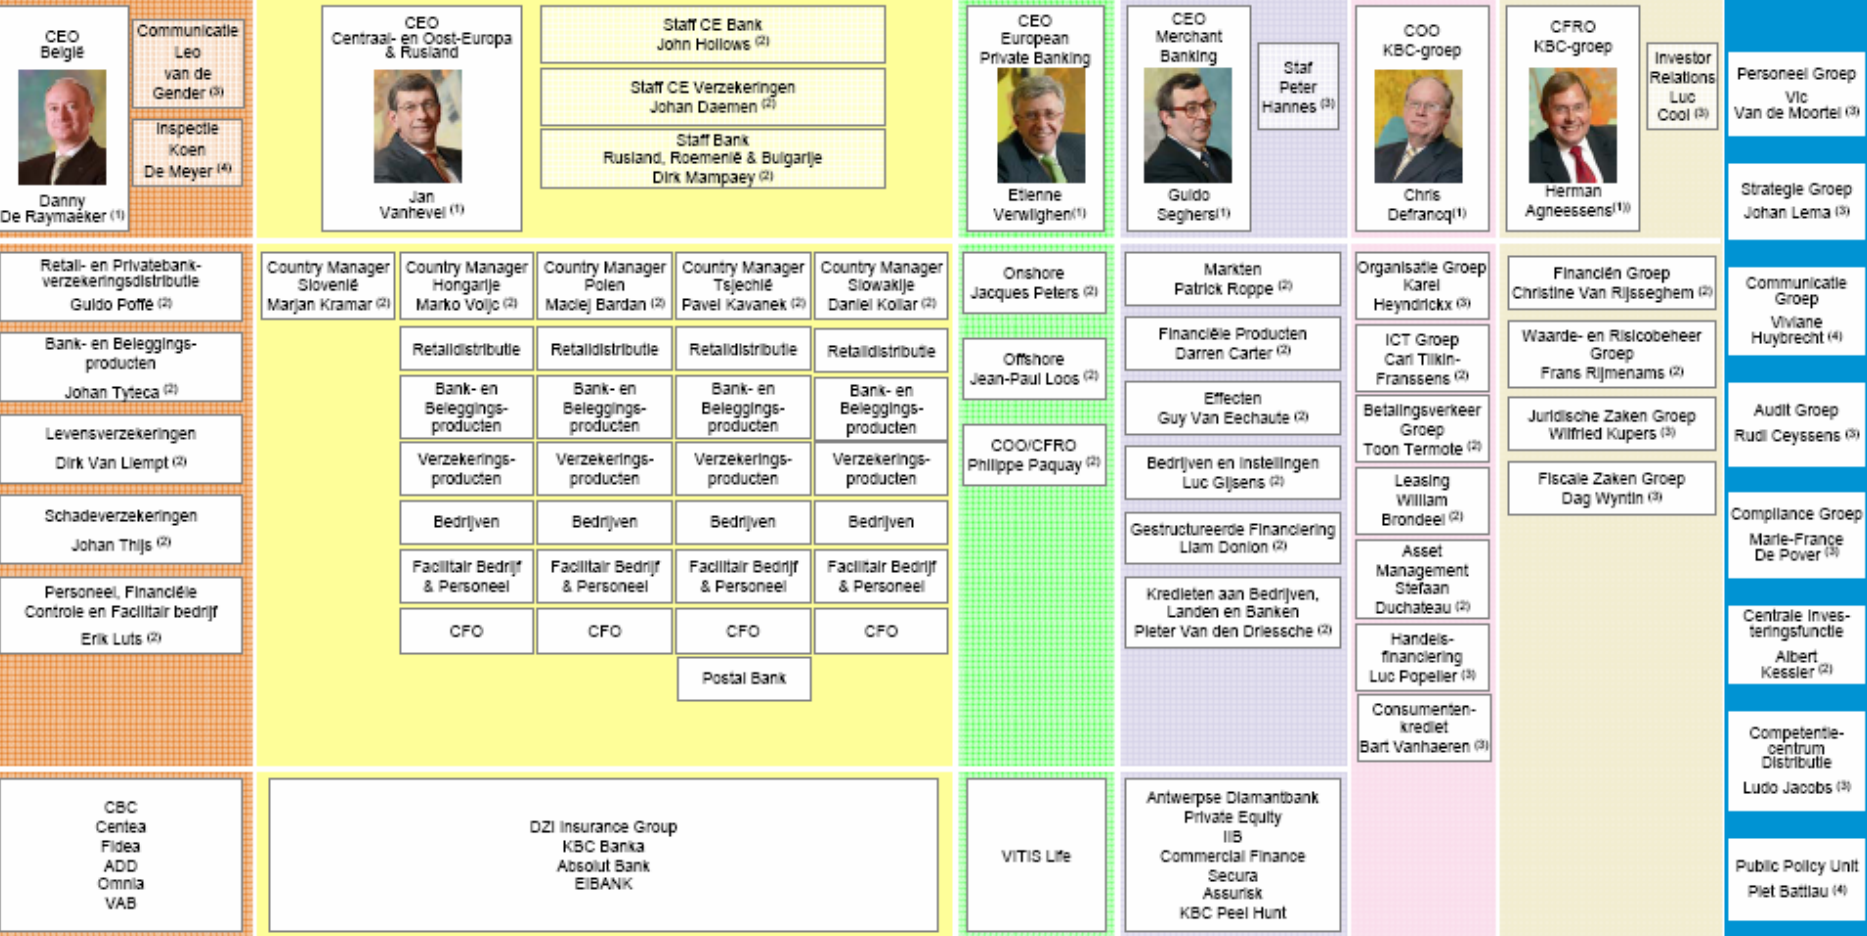 CEO
België
Danny
De Raymaeker (1)
Communicatie
Leo
van de
Gender (3)
Inspectie
Koen
De Meyer (4)
CEO
Centraal- en Oost-Europa
& Rusland
Jan
Vanhevel (1)
Staff CE Bank
John Hollows (2)
Staff CE Verzekeringen
Johan Daemen (2)
Staff Bank
Rusland, Roemenië & Bulgarije
Dirk Mampaey (2)
CEO
European
Private Banking
Etienne
Verwilghen(1)
CEO
Merchant
Banking
Guido
Seghers(1)
Staf
Peter
Hannes (3)
COO
KBC-groep
Chris
Defrancq(1)
CFRO
KBC-groep
Herman
Agneessens(1))
Investor
Relations
Luc
Cool (3)
Retail- en Privatebank-
verzekeringsdistributie
Guido Poffé (2)
Bank- en Beleggings-
producten
Johan Tyteca (2)
Levensverzekeringen
Dirk Van Liempt (2)
Schadeverzekeringen
Johan Thijs (2)
Personeel, Financiële
Controle en Facilitair bedrijf
Erik Luts (2)
Country Manager
Slovenië
Marjan Kramar (2)
Country Manager
Hongarije
Marko Voljc (2)
Retaildistributie
Bank- en
Beleggings-
producten
Verzekerings-
producten
Bedrijven
Facilitair Bedrijf
& Personeel
CFO
Country Manager
Polen
Maciej Bardan (2)
Retaildistributie
Bank- en
Beleggings-
producten
Verzekerings-
producten
Bedrijven
Facilitair Bedrijf
& Personeel
CFO
Country Manager
Tsjechië
Pavel Kavanek (2)
Retaildistributie
Bank- en
Beleggings-
producten
Verzekerings-
producten
Bedrijven
Facilitair Bedrijf
& Personeel
CFO
Postal Bank
Country Manager
Slowakije
Daniel Kollar (2)
Retaildistributie
Bank- en
Beleggings-
producten
Verzekerings-
producten
Bedrijven
Facilitair Bedrijf
& Personeel
CFO
Onshore
Jacques Peters (2)
Offshore
Jean-Paul Loos (2)
COO/CFRO
Philippe Paquay (2)
Markten
Patrick Roppe (2)
Financiële Producten
Darren Carter (2)
Effecten
Guy Van Eechaute (2)
Bedrijven en Instellingen
Luc Gijsens (2)
Gestructureerde Financiering
Liam Donlon (2)
Kredieten aan Bedrijven,
Landen en Banken
Pieter Van den Driessche (2)
Organisatie Groep
Karel
Heyndrickx (3)
ICT Groep
Carl Tilkin-
Franssens (2)
Betalingsverkeer
Groep
Toon Termote (2)
Leasing
William
Brondeel (2)
Asset
Management
Stefaan
Duchateau (2)
Handels-
financiering
Luc Popelier (3)
Consumenten-
krediet
Bart Vanhaeren (3)
Financiën Groep
Christine Van Rijsseghem (2)
Waarde- en Risicobeheer
Groep
Frans Rijmenams (2)
Juridische Zaken Groep
Wilfried Kupers (3)
Fiscale Zaken Groep
Dag Wyntin (3)
CBC
Centea
Fidea
ADD
Omnia
VAB
DZI Insurance Group
KBC Banka
Absolut Bank
EIBANK
VITIS Life
Antwerpse Diamantbank
Private Equity
IIB
Commercial Finance
Secura
Assurisk
KBC Peel Hunt
Personeel Groep
Vic
Van de Moortel (3)
Strategie Groep
Johan Lema (3)
Communicatie
Groep
Viviane
Huybrecht (4)
Audit Groep
Rudi Ceyssens (3)
Compliance Groep
Marie-France
De Pover (3)
Centrale Inves-
teringsfunctie
Albert
Kessler (2)
Competentie-
centrum
Distributie
Ludo Jacobs (3)
Public Policy Unit
Piet Battiau (4)